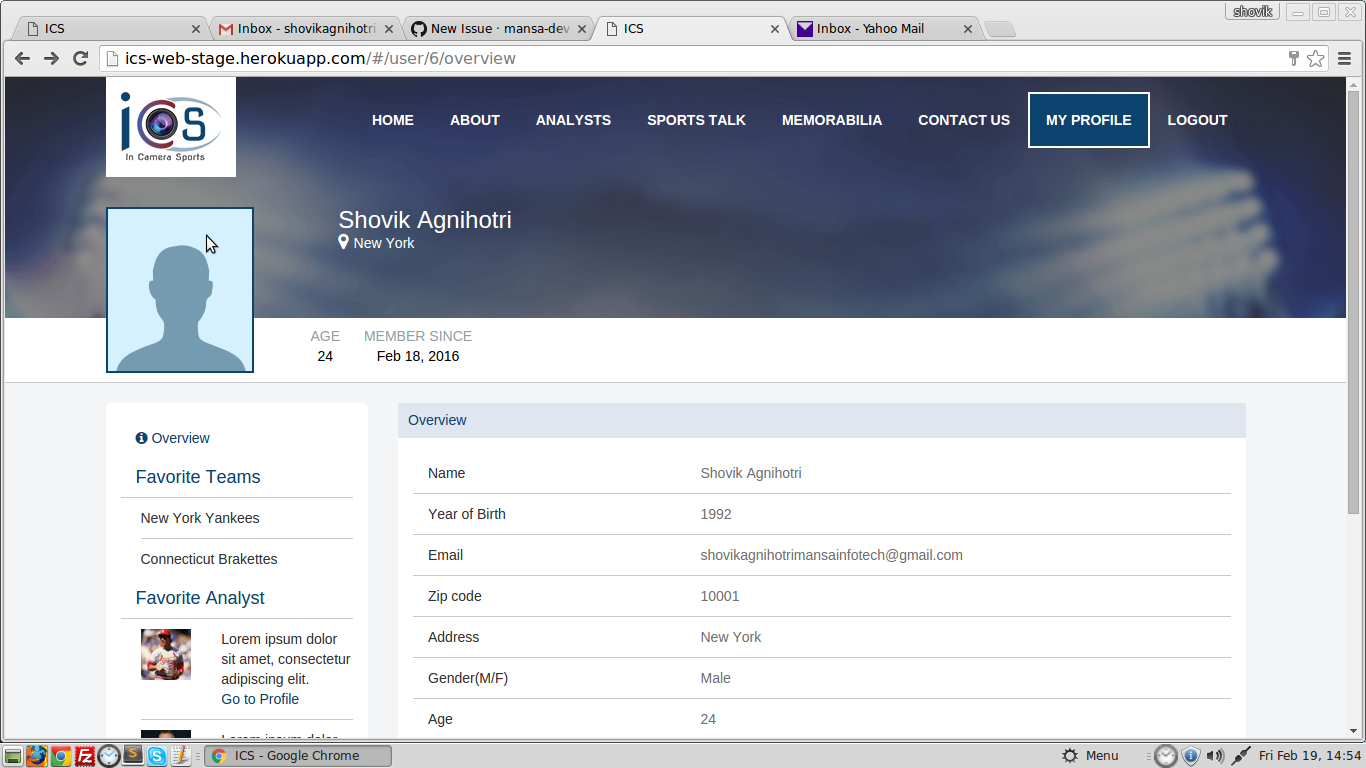 shovik
ICS
Inbox - shovikagnihotri
New Issue · mansa-dev
ICS
Inbox - Yahoo Mail
ics-web-stage.herokuapp.com/#/user/6/overview
ics
In Camera Sports
HOME ABOUT ANALYSTS SPORTS TALK MEMORABILIA CONTACT US MY PROFILE LOGOUT
Shovik Agnihotri
New York
AGE MEMBER SINCE
24 Feb 18, 2016
Overview
Favorite Teams
New York Yankees
Connecticut Brakettes
Favorite Analyst
Lorem ipsum dolor
sit amet, consectetur
adipiscing elit.
Go to Profile
Lorem ipsum dolor
Overview
Name Shovik Agnihotri
Year of Birth 1992
Email shovikagnihotrimansainfotech@gmail.com
Zip code 10001
Address New York
Gender(M/F) Male
Age 24
ICS - Google Chrome
Menu
Fri Feb 19, 14:54